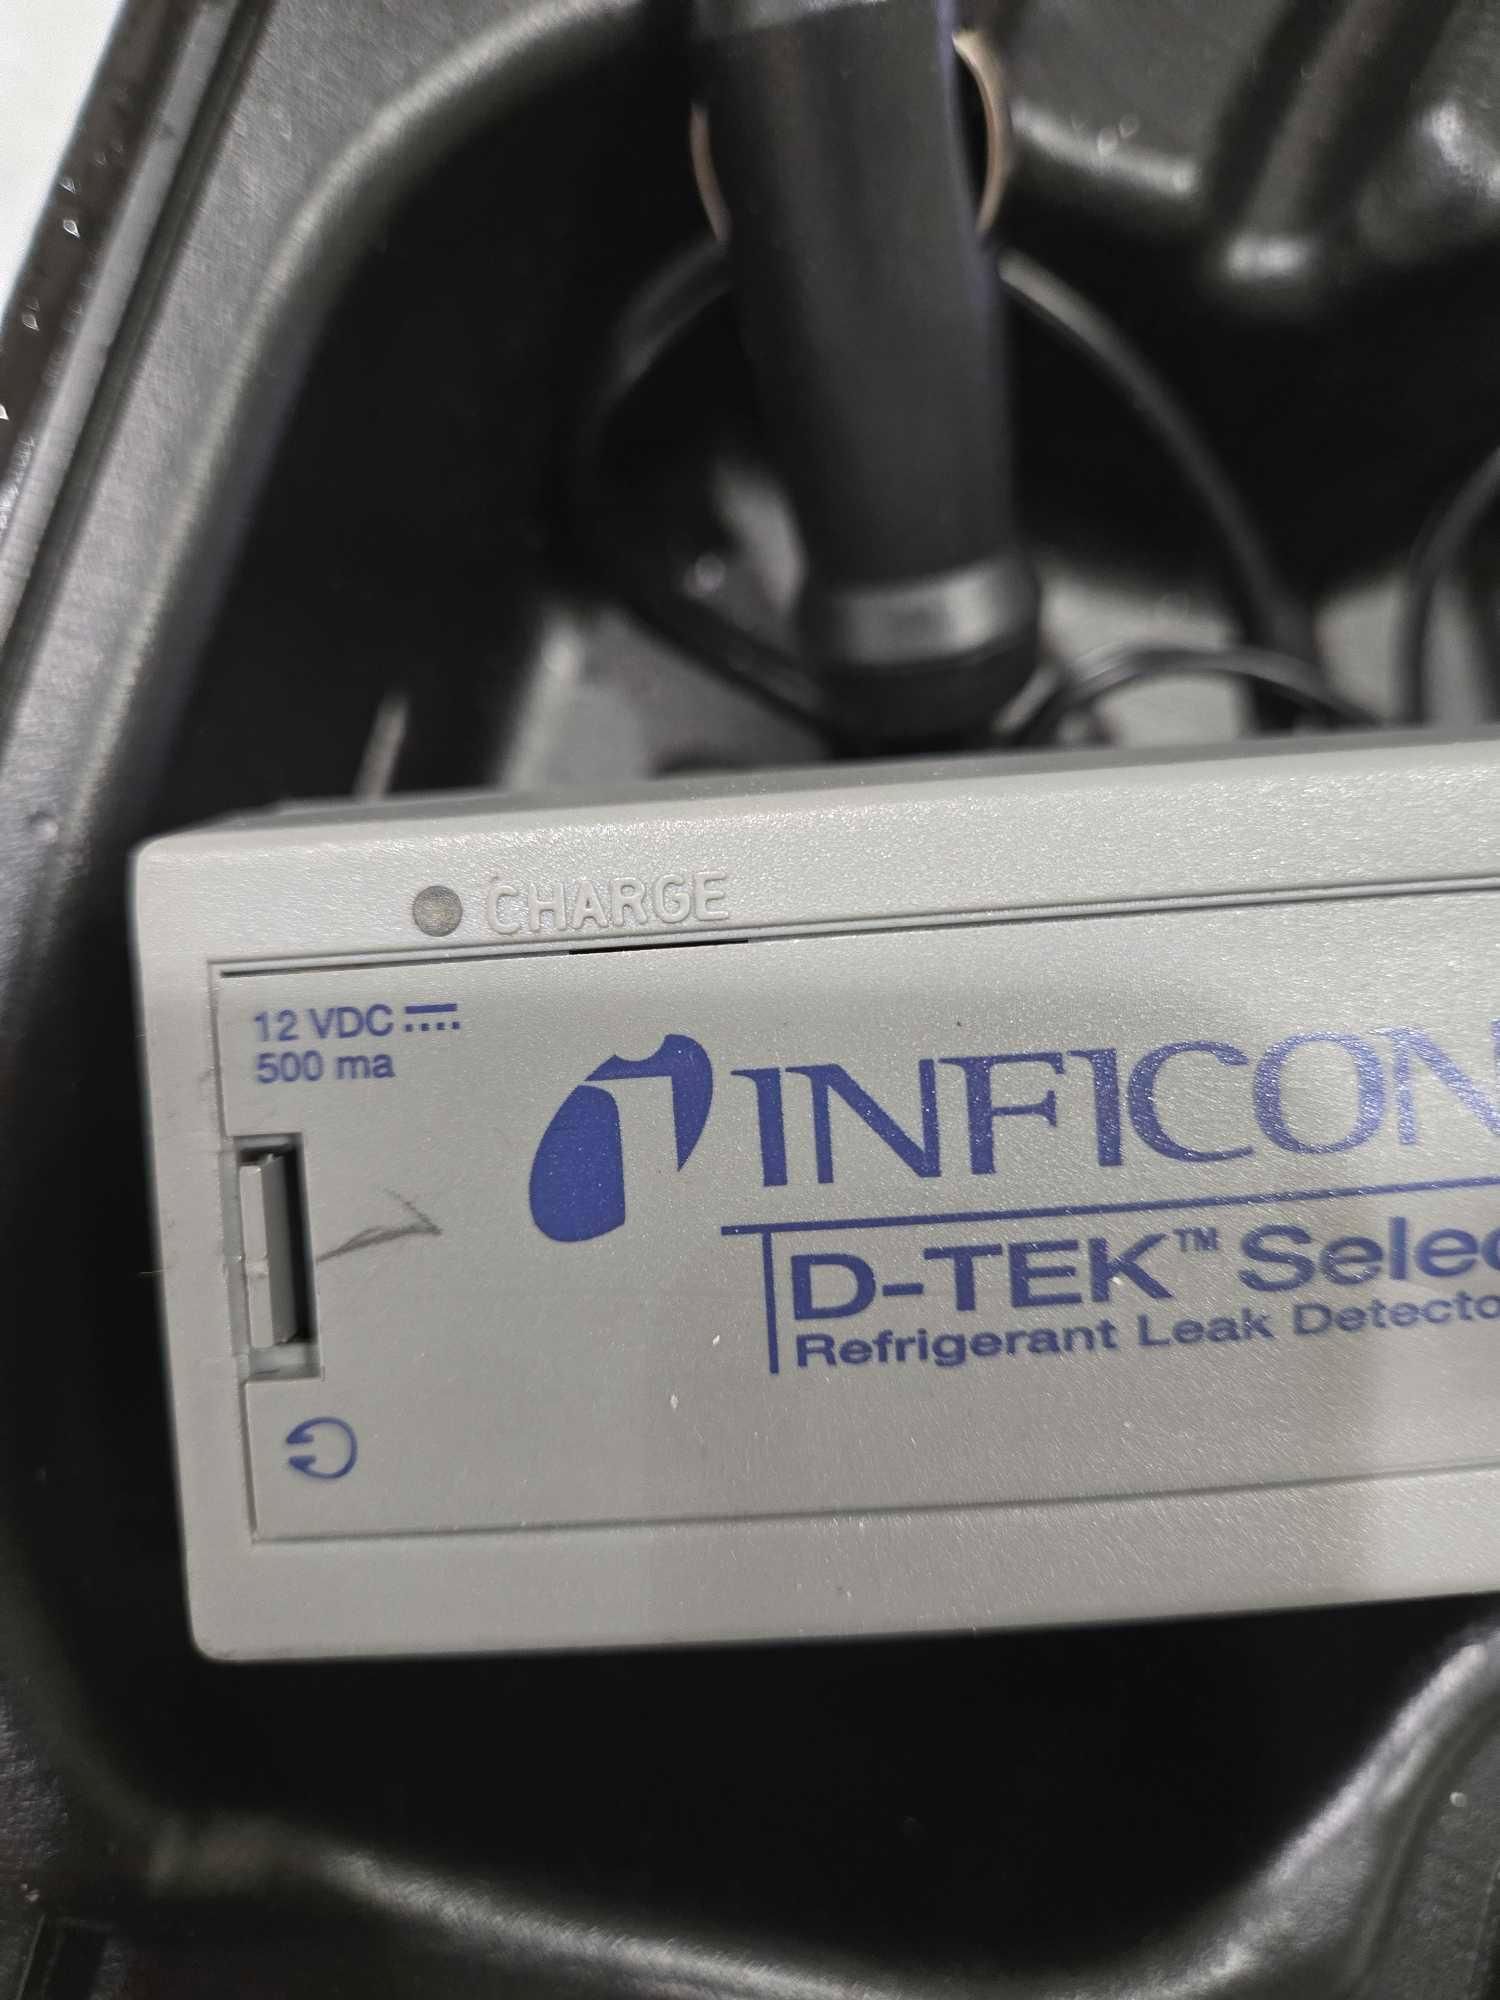 CHARGE
12 VDC
500 ma
INFICON
D-TEK™ Selec
Refrigerant Leak Detecto